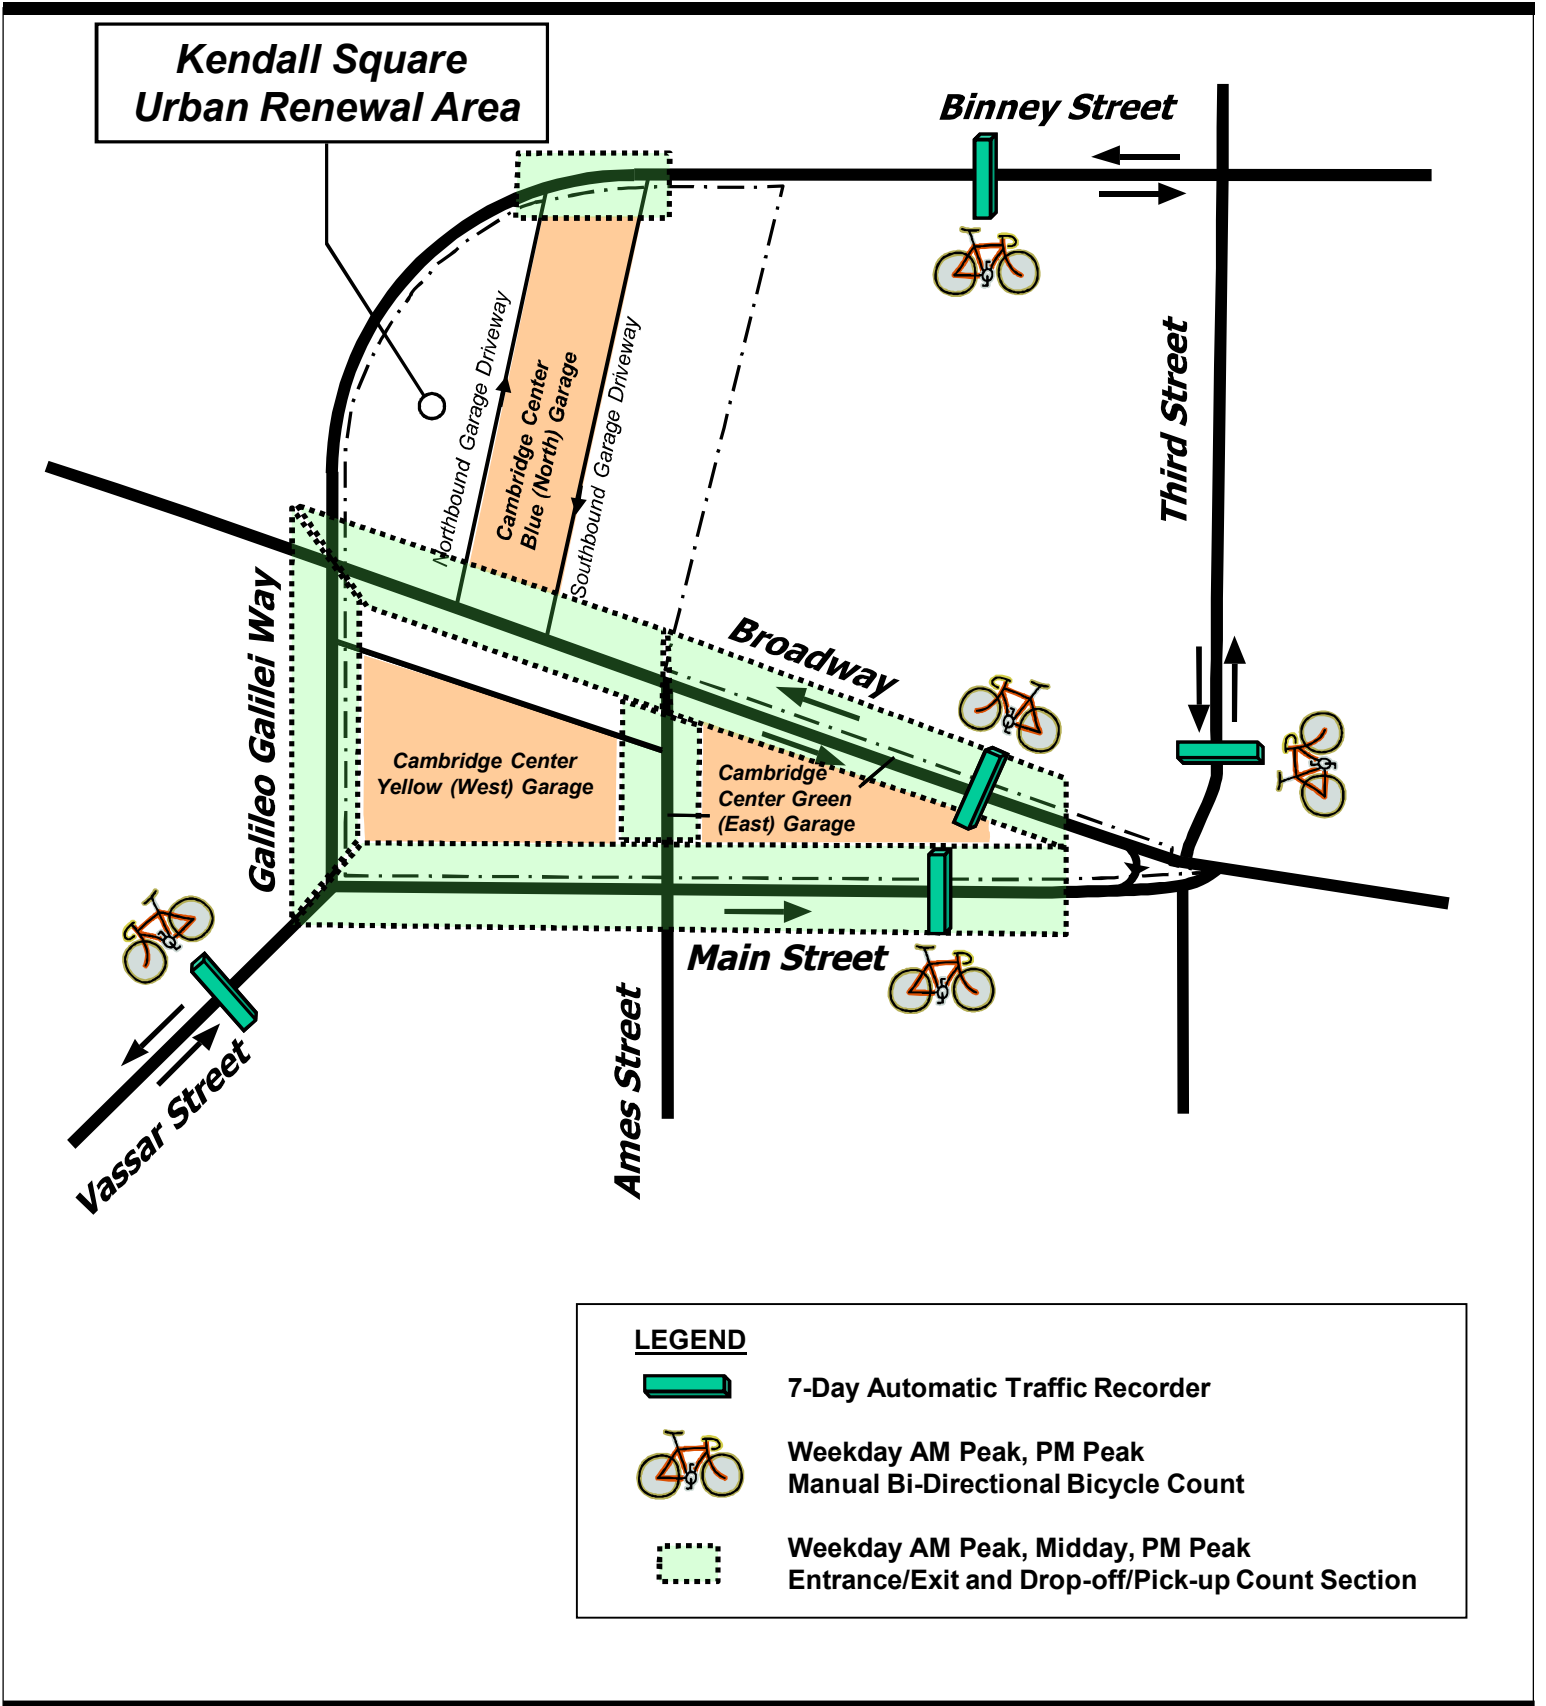 Kendall Square
Urban Renewal Area
Binney Street
Third Street
Northbound Garage Driveway
Cambridge Center
Blue (North) Garage
Southbound Garage Driveway
Broadway
Galileo Galilei Way
Cambridge Center
Yellow (West) Garage
Cambridge
Center Green
(East) Garage
Main Street
Ames Street
Vassar Street
LEGEND
7-Day Automatic Traffic Recorder
Weekday AM Peak, PM Peak
Manual Bi-Directional Bicycle Count
Weekday AM Peak, Midday, PM Peak
Entrance/Exit and Drop-off/Pick-up Count Section